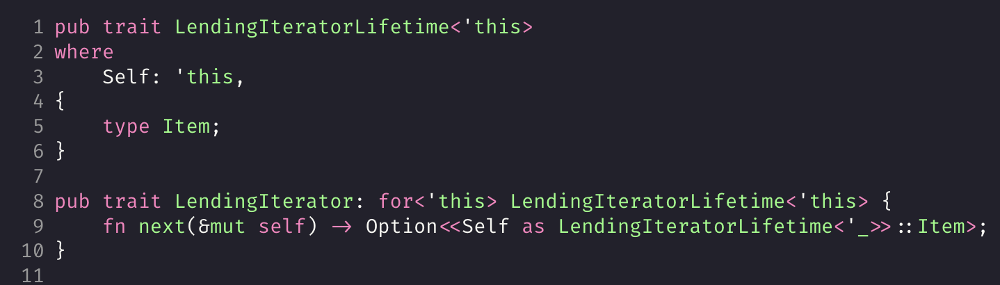 1 pub trait LendingIteratorLifetime<'this>
2 where
3     Self: 'this,
4 {
5     type Item;
6 }
7
8 pub trait LendingIterator: for<'this> LendingIteratorLifetime<'this> {
9     fn next(&mut self) -> Option<<Self as LendingIteratorLifetime<'_>>::Item>;
10 }
11